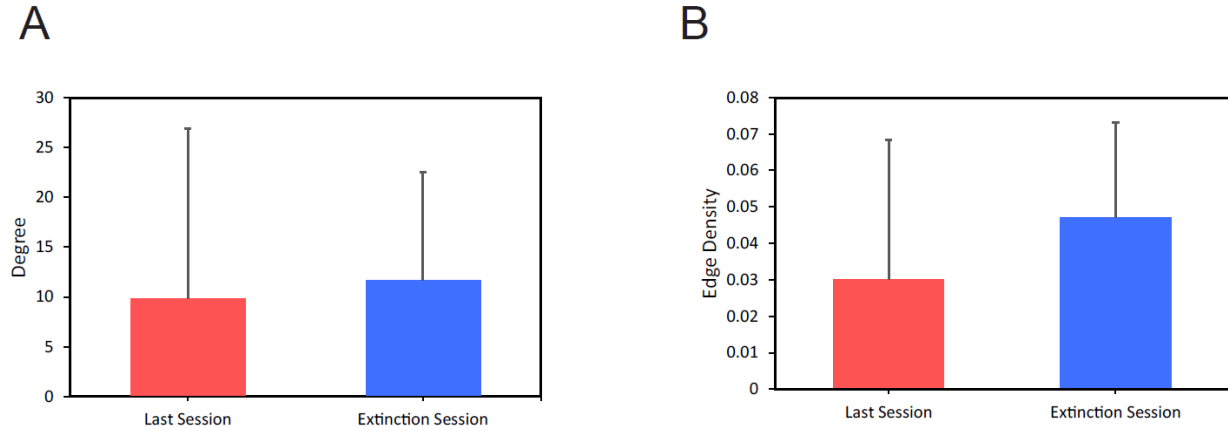 A
30
25
20
15
10
5
0
Degree
Last Session
Extinction Session
B
0.08
0.07
0.06
0.05
0.04
0.03
0.02
0.01
0
Edge Density
Last Session
Extinction Session